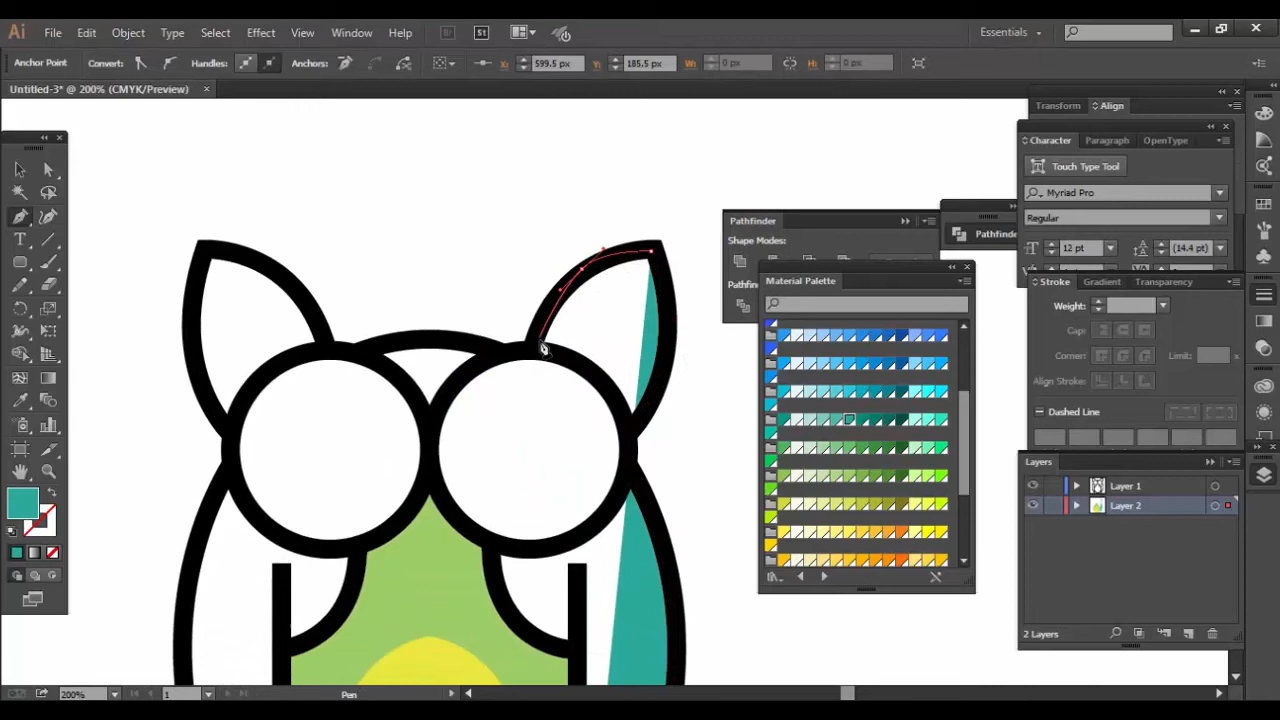 Ai File Edit Object Type Select Effect View Window Help Br St Essentials
Anchor Point Convert: Handles: Anchors: X: 599.5 px Y: 185.5 px W: 0 px H: 0 px
Untitled-3* @ 200% (CMYK/Preview) ×
Transform Align
Character Paragraph OpenType
Touch Type Tool
Myriad Pro
Regular
12 pt (14.4 pt)
Pathfinder
Shape Modes:
Pathfinder
Material Palette
Stroke Gradient Transparency
Weight:
Cap:
Corner: Limit:
Dashed Line
Layers
Layer 1
Layer 2
2 Layers
200% 1 Pen